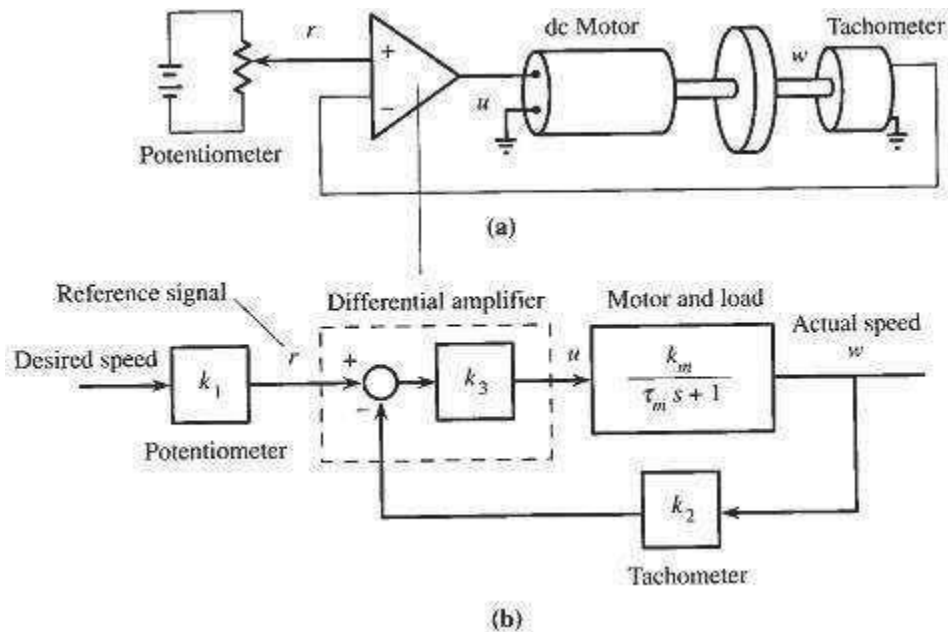 dc Motor
Tachometer
r
+
−
u
w
Potentiometer
(a)
Reference signal
Differential amplifier
Motor and load
Actual speed
w
Desired speed
k₁
r
+
−
k₃
u
kₘ
τₘ s + 1
Potentiometer
k₂
Tachometer
(b)